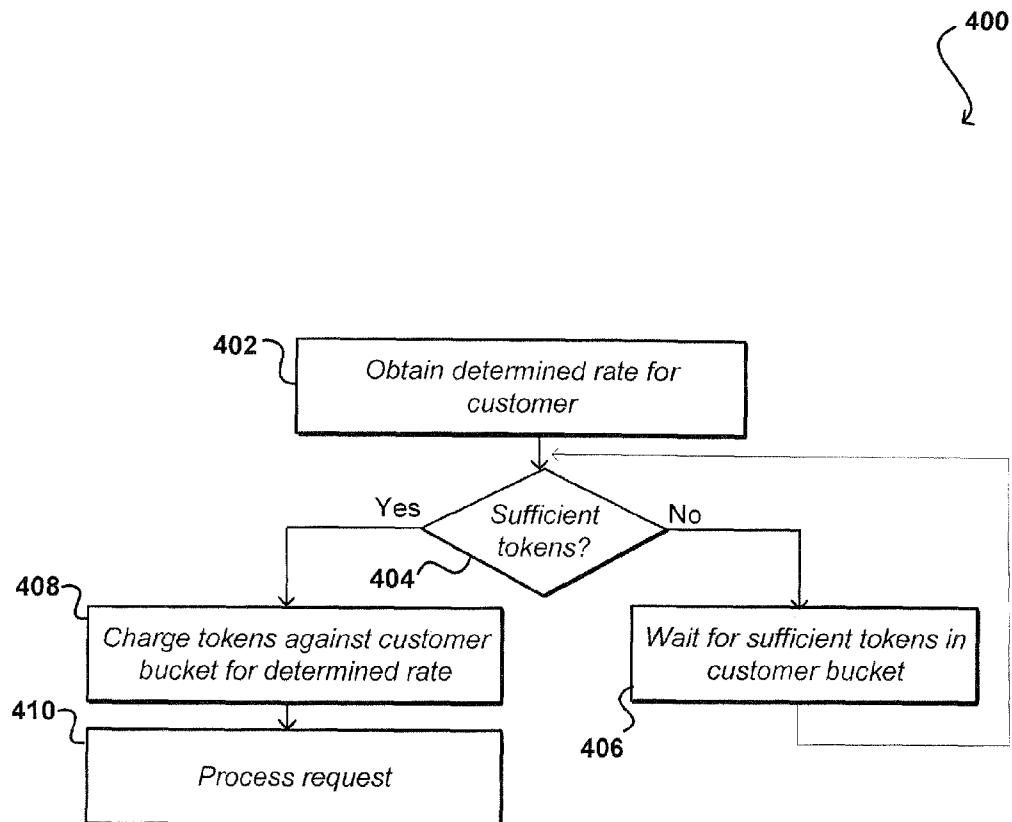 400
402
Obtain determined rate for
customer
Yes
Sufficient
tokens?
No
404
408
Charge tokens against customer
bucket for determined rate
Wait for sufficient tokens in
customer bucket
406
410
Process request